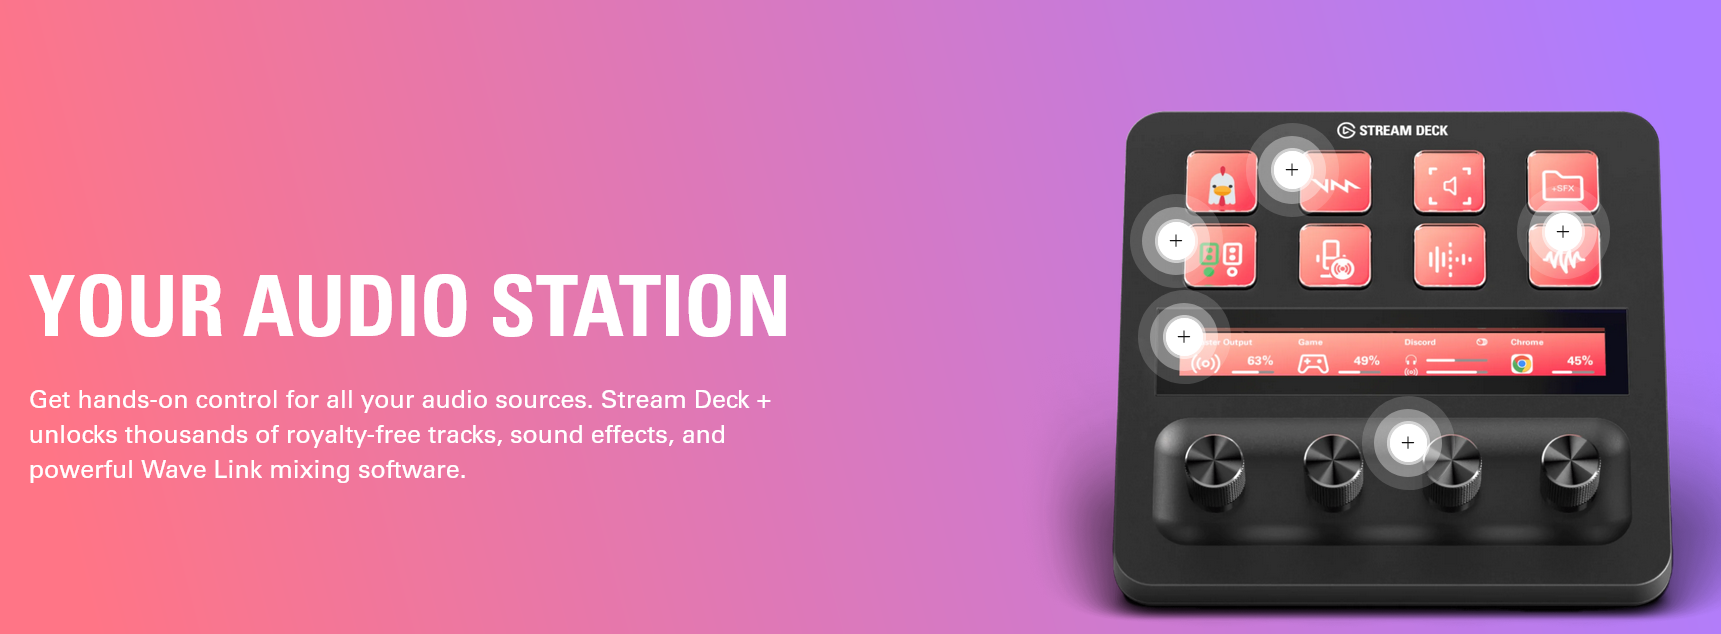 STREAM DECK
+SFX
YOUR AUDIO STATION
Output Game Discord Chrome
63% 49% 45%
Get hands-on control for all your audio sources. Stream Deck +
unlocks thousands of royalty-free tracks, sound effects, and
powerful Wave Link mixing software.